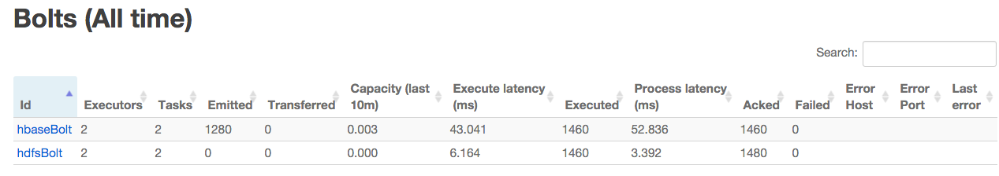 Bolts (All time)
Search:
Id Executors Tasks Emitted Transferred Capacity (last 10m) Execute latency (ms) Executed Process latency (ms) Acked Failed Error Host Error Port Last error
hbaseBolt 2 2 1280 0 0.003 43.041 1460 52.836 1460 0
hdfsBolt 2 2 0 0 0.000 6.164 1460 3.392 1480 0